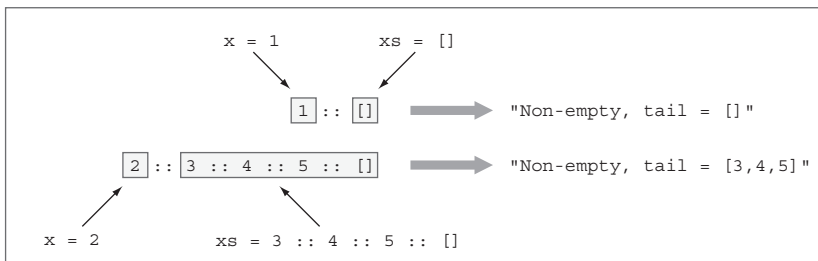 x = 1 xs = []
1 :: [] "Non-empty, tail = []"
2 :: 3 :: 4 :: 5 :: [] "Non-empty, tail = [3,4,5]"
x = 2 xs = 3 :: 4 :: 5 :: []